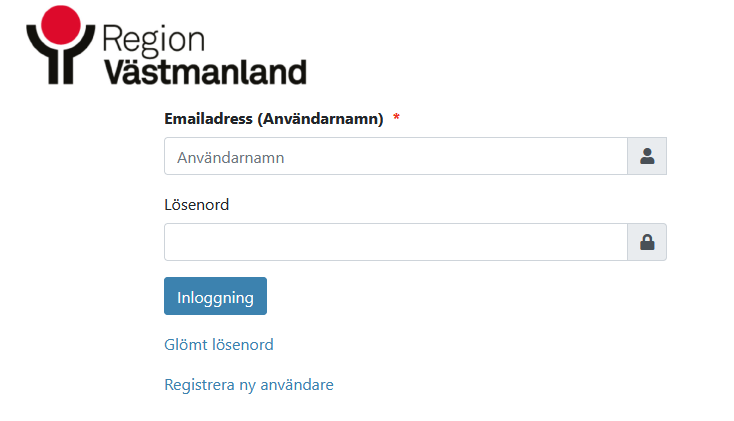 Region
Västmanland
Emailadress (Användarnamn) *
Användarnamn
Lösenord
Inloggning
Glömt lösenord
Registrera ny användare